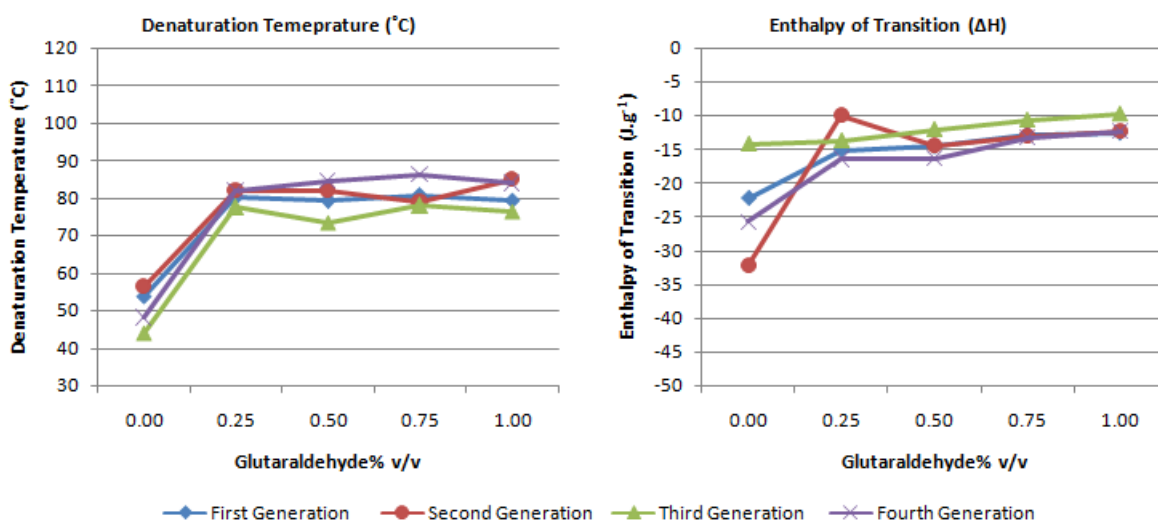 Denaturation Temeprature (˚C)
120
110
100
90
80
70
60
50
40
30
Denaturation Temperature (˚C)
0.00 0.25 0.50 0.75 1.00
Glutaraldehyde% v/v
Enthalpy of Transition (ΔH)
0
-5
-10
-15
-20
-25
-30
-35
-40
-45
-50
Enthalpy of Transition (J.g⁻¹)
0.00 0.25 0.50 0.75 1.00
Glutaraldehyde% v/v
First Generation Second Generation Third Generation Fourth Generation